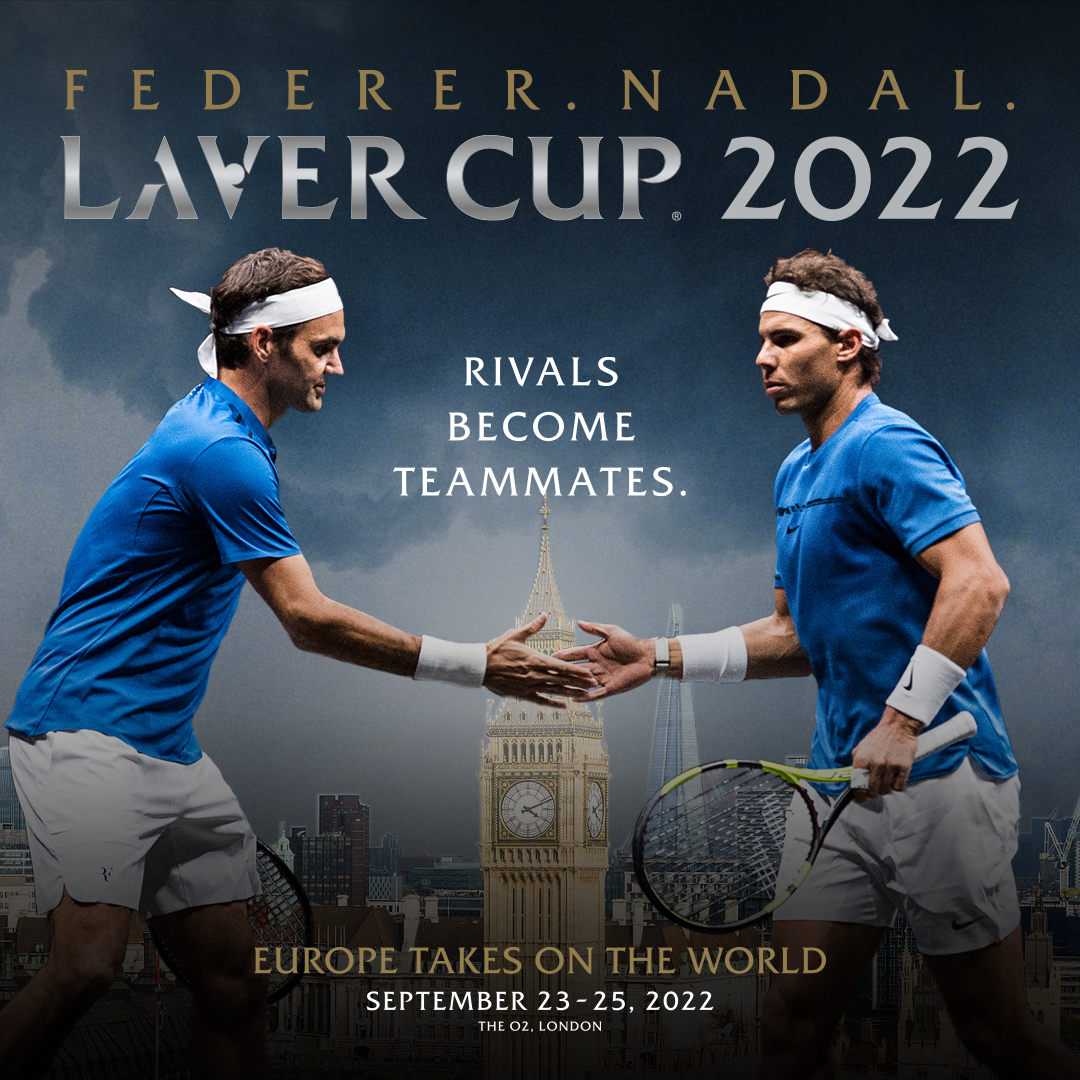 FEDERER. NADAL.
LAVER CUP® 2022
RIVALS
BECOME
TEAMMATES.
RF
EUROPE TAKES ON THE WORLD
SEPTEMBER 23-25, 2022
THE O2, LONDON